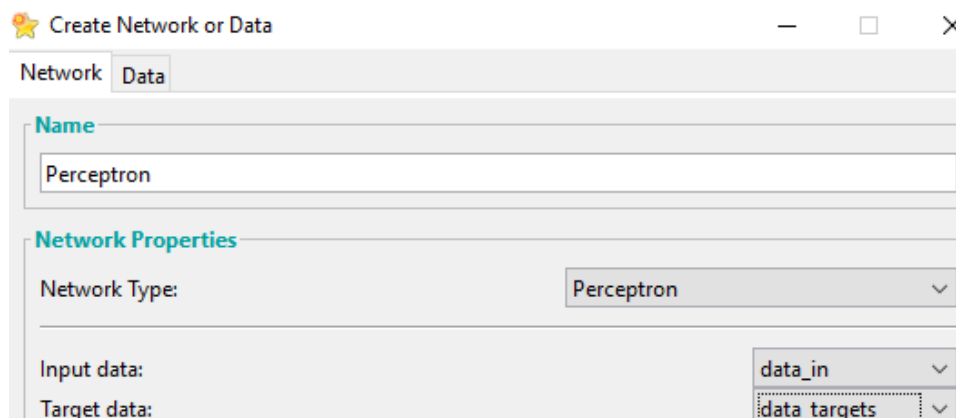 Create Network or Data
Network Data
Name
Perceptron
Network Properties
Network Type: Perceptron
Input data: data_in
Target data: data_targets